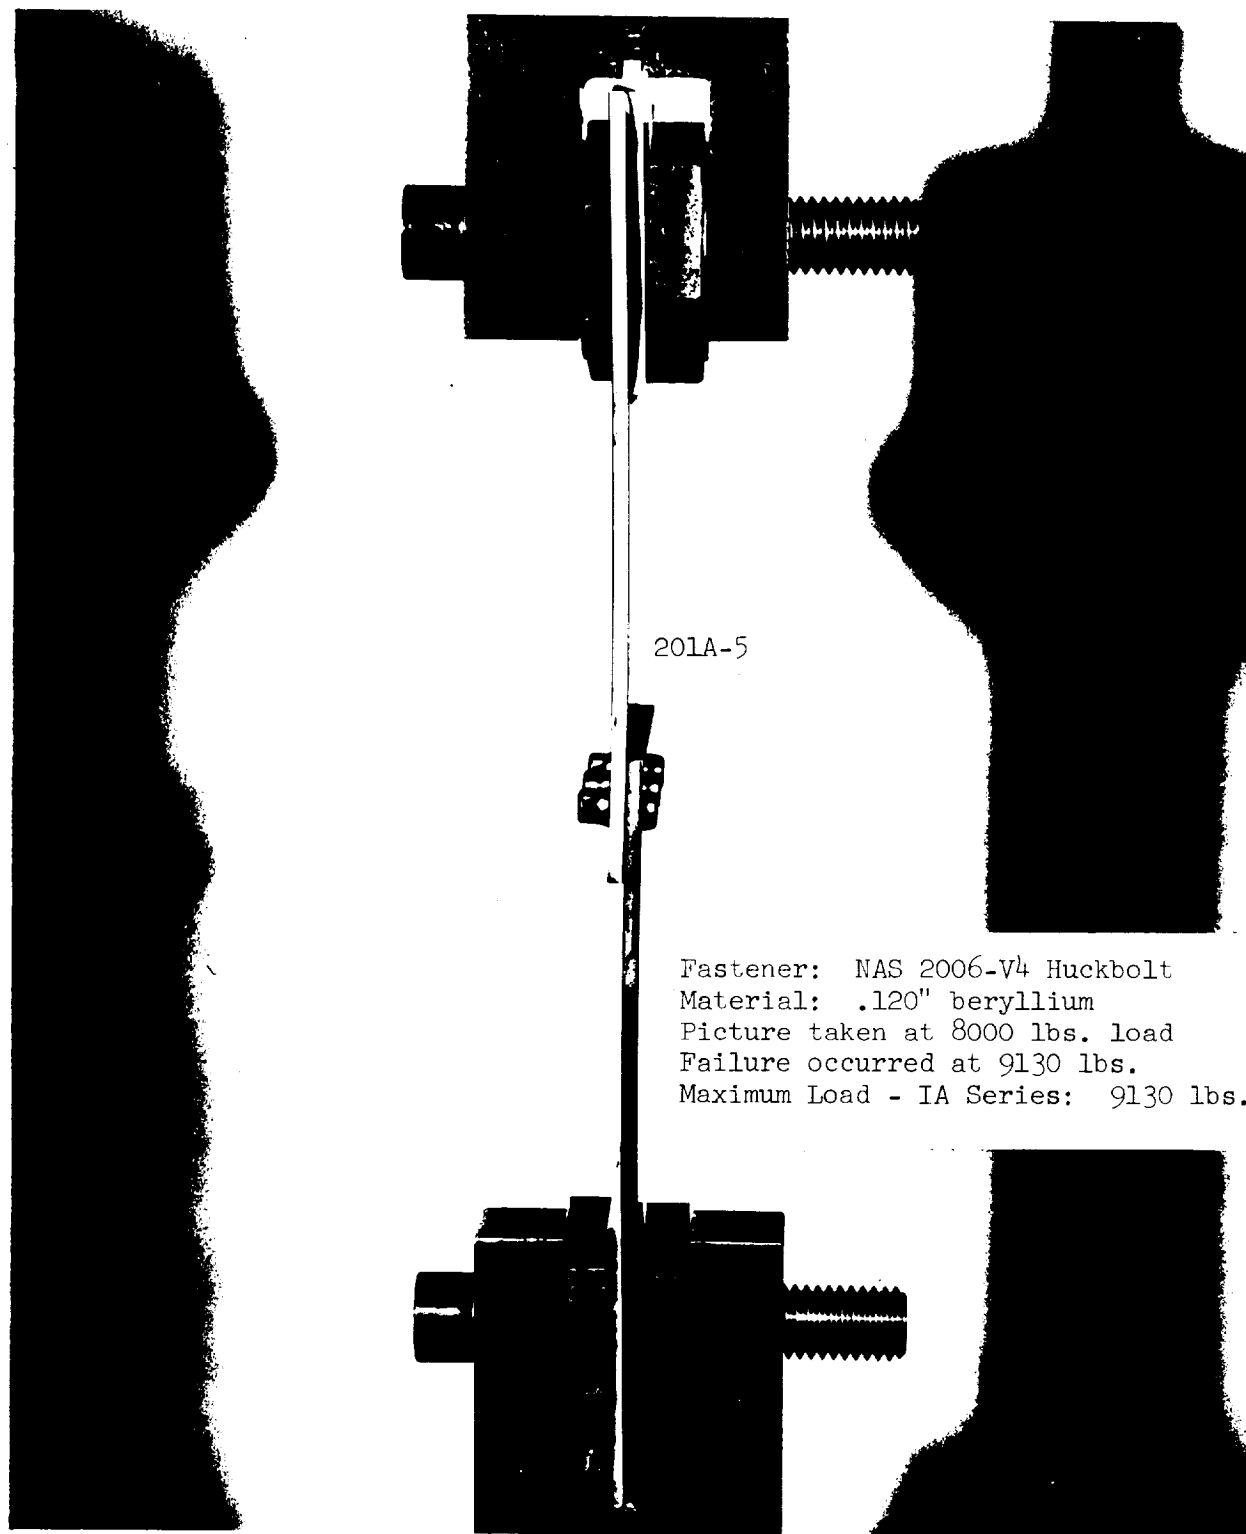 201A-5
Fastener: NAS 2006-V4 Huckbolt
Material: .120" beryllium
Picture taken at 8000 lbs. load
Failure occurred at 9130 lbs.
Maximum Load - IA Series: 9130 lbs.